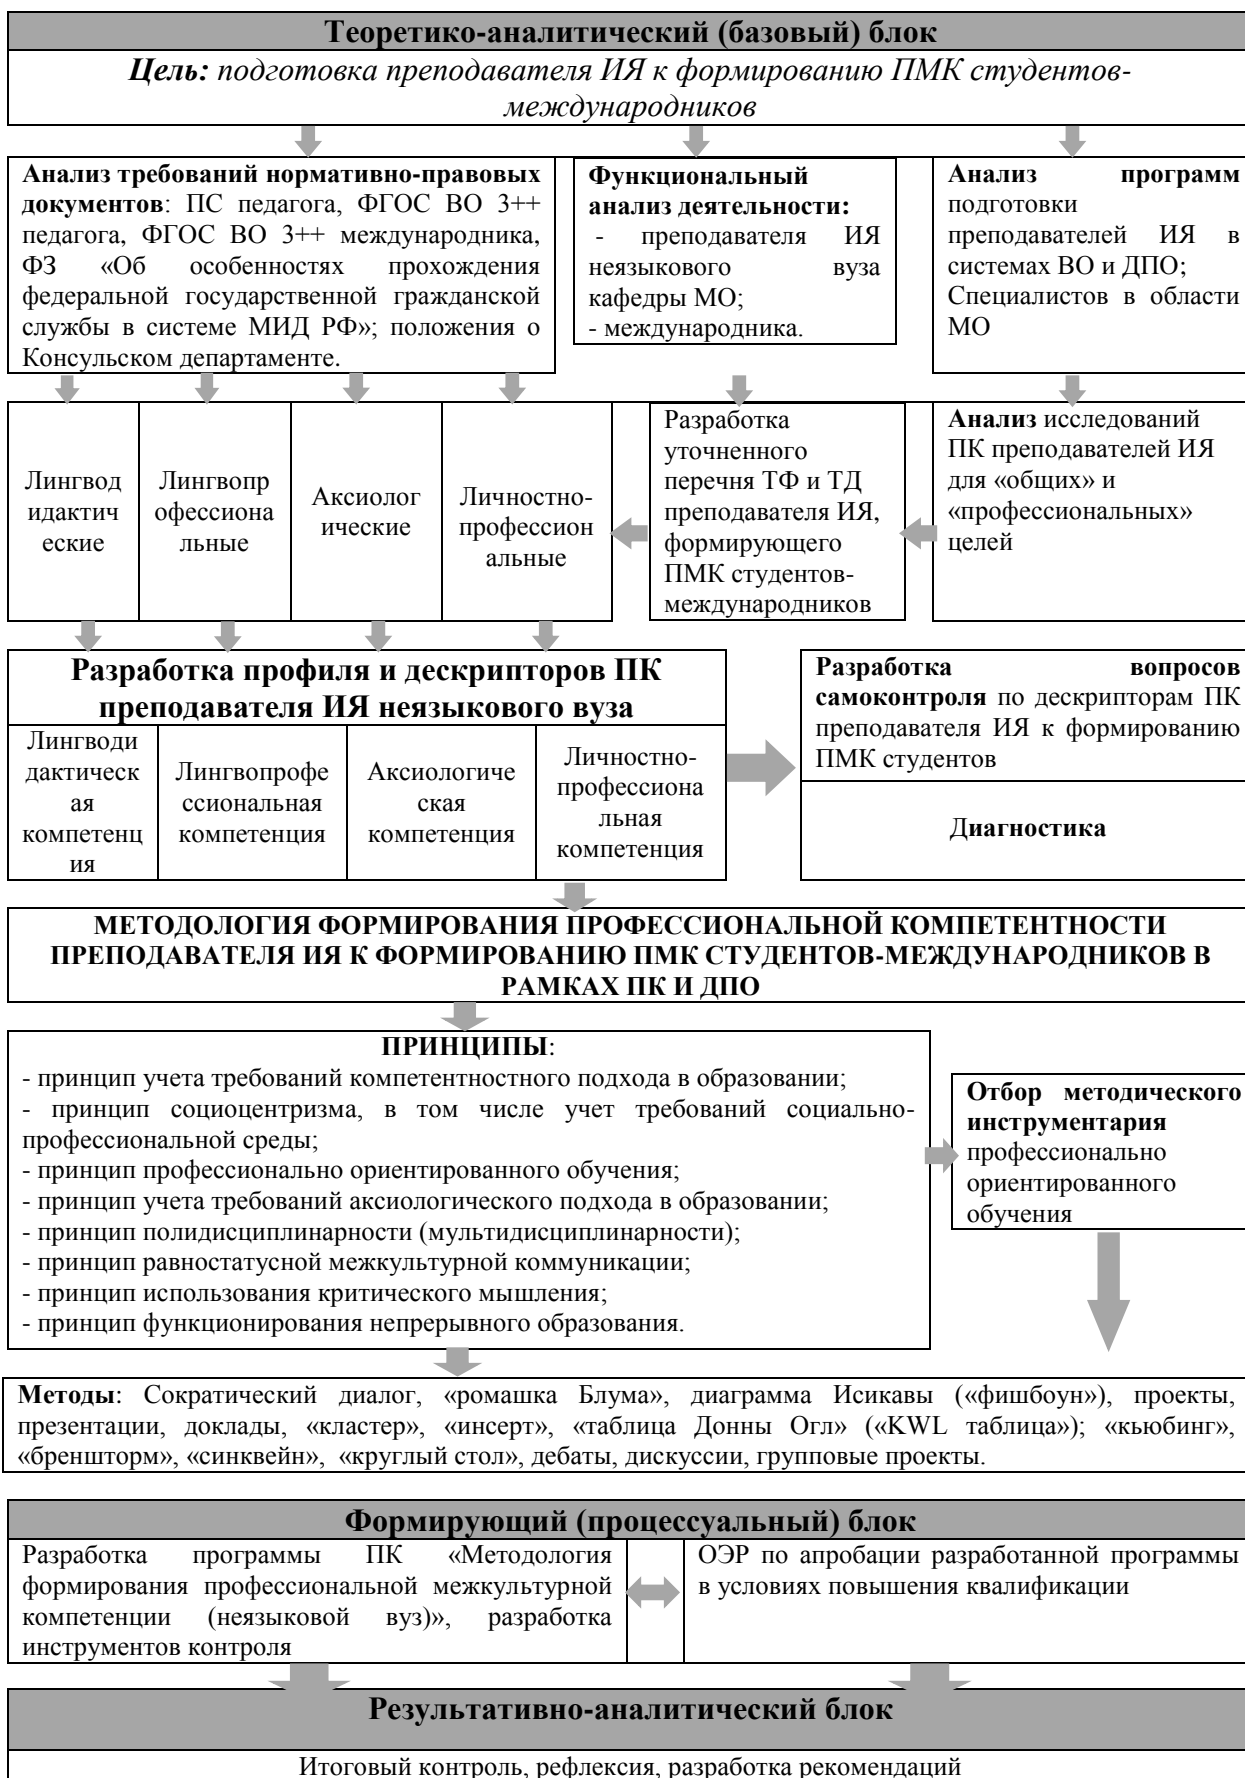 Теоретико-аналитический (базовый) блок
Цель: подготовка преподавателя ИЯ к формированию ПМК студентов-
международников
Анализ требований нормативно-правовых
документов: ПС педагога, ФГОС ВО 3++
педагога, ФГОС ВО 3++ международника,
ФЗ «Об особенностях прохождения
федеральной государственной гражданской
службы в системе МИД РФ»; положения о
Консульском департаменте.
Функциональный
анализ деятельности:
- преподавателя ИЯ
неязыкового вуза
кафедры МО;
- международника.
Анализ программ
подготовки
преподавателей ИЯ в
системах ВО и ДПО;
Специалистов в области
МО
Лингвод
идактич
еские
Лингвопр
офессиона
льные
Аксиолог
ические
Личностно-
профессион
альные
Разработка
уточненного
перечня ТФ и ТД
преподавателя ИЯ,
формирующего
ПМК студентов-
международников
Анализ исследований
ПК преподавателей ИЯ
для «общих» и
«профессиональных»
целей
Разработка профиля и дескрипторов ПК
преподавателя ИЯ неязыкового вуза
Лингводи
дактическ
ая
компетенц
ия
Лингвопрофе
ссиональная
компетенция
Аксиологиче
ская
компетенция
Личностно-
профессиона
льная
компетенция
Разработка вопросов
самоконтроля по дескрипторам ПК
преподавателя ИЯ к формированию
ПМК студентов
Диагностика
МЕТОДОЛОГИЯ ФОРМИРОВАНИЯ ПРОФЕССИОНАЛЬНОЙ КОМПЕТЕНТНОСТИ
ПРЕПОДАВАТЕЛЯ ИЯ К ФОРМИРОВАНИЮ ПМК СТУДЕНТОВ-МЕЖДУНАРОДНИКОВ В
РАМКАХ ПК И ДПО
ПРИНЦИПЫ:
- принцип учета требований компетентностного подхода в образовании;
- принцип социоцентризма, в том числе учет требований социально-
профессиональной среды;
- принцип профессионально ориентированного обучения;
- принцип учета требований аксиологического подхода в образовании;
- принцип полидисциплинарности (мультидисциплинарности);
- принцип равностатусной межкультурной коммуникации;
- принцип использования критического мышления;
- принцип функционирования непрерывного образования.
Отбор методического
инструментария
профессионально
ориентированного
обучения
Методы: Сократический диалог, «ромашка Блума», диаграмма Исикавы («фишбоун»), проекты,
презентации, доклады, «кластер», «инсерт», «таблица Донны Огл» («KWL таблица»); «кьюбинг»,
«бреншторм», «синквейн», «круглый стол», дебаты, дискуссии, групповые проекты.
Формирующий (процессуальный) блок
Разработка программы ПК «Методология
формирования профессиональной межкультурной
компетенции (неязыковой вуз)», разработка
инструментов контроля
ОЭР по апробации разработанной программы
в условиях повышения квалификации
Результативно-аналитический блок
Итоговый контроль, рефлексия, разработка рекомендаций